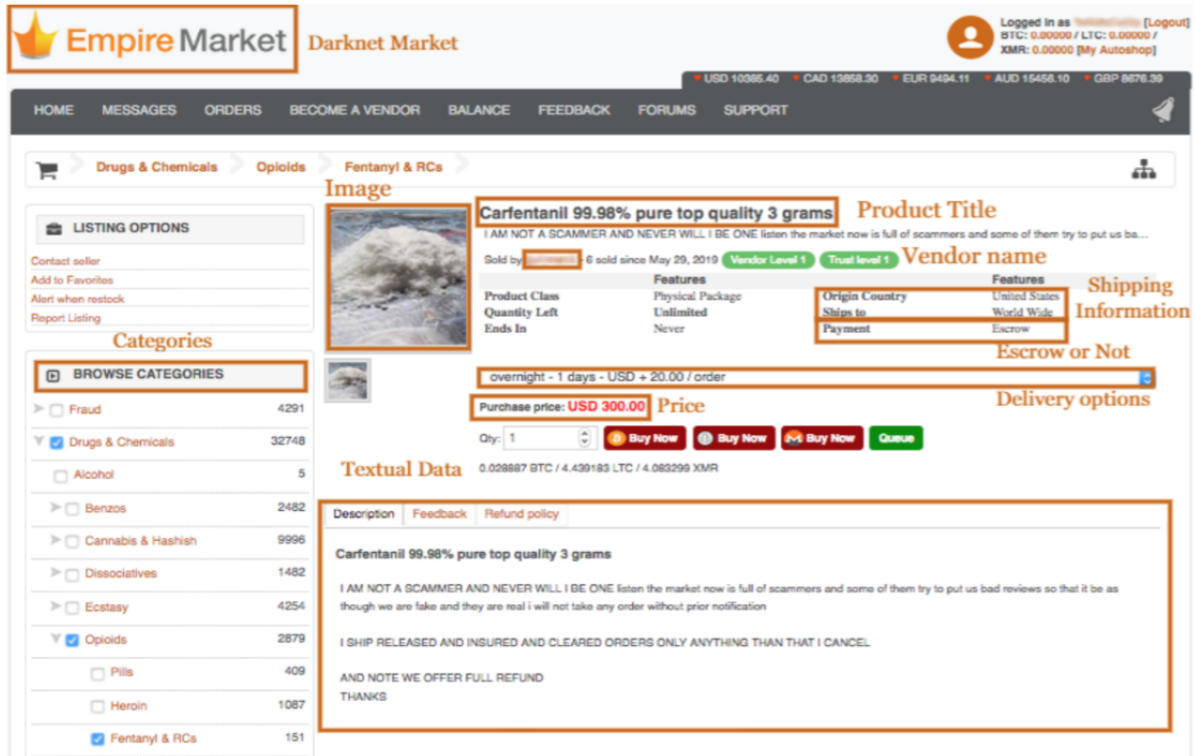 Empire Market
Darknet Market
Logged in as [Logout]
BTC: 0.00000 / LTC: 0.00000 /
XMR: 0.00000 [My Autoshop]
USD 10385.40 CAD 13858.30 EUR 9494.11 AUD 15458.10 GBP 8676.39
HOME MESSAGES ORDERS BECOME A VENDOR BALANCE FEEDBACK FORUMS SUPPORT
Drugs & Chemicals Opioids Fentanyl & RCs
Image
LISTING OPTIONS
Contact seller
Add to Favorites
Alert when restock
Report Listing
Categories
BROWSE CATEGORIES
Fraud 4291
Drugs & Chemicals 32748
Alcohol 5
Benzos 2482
Cannabis & Hashish 9996
Dissociatives 1482
Ecstasy 4254
Opioids 2879
Pills 409
Heroin 1087
Fentanyl & RCs 151
Carfentanil 99.98% pure top quality 3 grams
Product Title
I AM NOT A SCAMMER AND NEVER WILL I BE ONE listen the market now is full of scammers and some of them try to put us ba...
Sold by - 6 sold since May 29, 2019 Vendor Level 1 Trust level 1
Vendor name
Features Features
Product Class Physical Package Origin Country United States
Quantity Left Unlimited Ships to World Wide
Ends In Never Payment Escrow
Shipping
Information
Escrow or Not
overnight - 1 days - USD + 20.00 / order
Delivery options
Purchase price: USD 300.00
Price
Qty: 1 Buy Now Buy Now Buy Now Queue
Textual Data
0.028887 BTC / 4.439183 LTC / 4.083299 XMR
Description Feedback Refund policy
Carfentanil 99.98% pure top quality 3 grams
I AM NOT A SCAMMER AND NEVER WILL I BE ONE listen the market now is full of scammers and some of them try to put us bad reviews so that it be as
though we are fake and they are real i will not take any order without prior notification
I SHIP RELEASED AND INSURED AND CLEARED ORDERS ONLY ANYTHING THAN THAT I CANCEL
AND NOTE WE OFFER FULL REFUND
THANKS